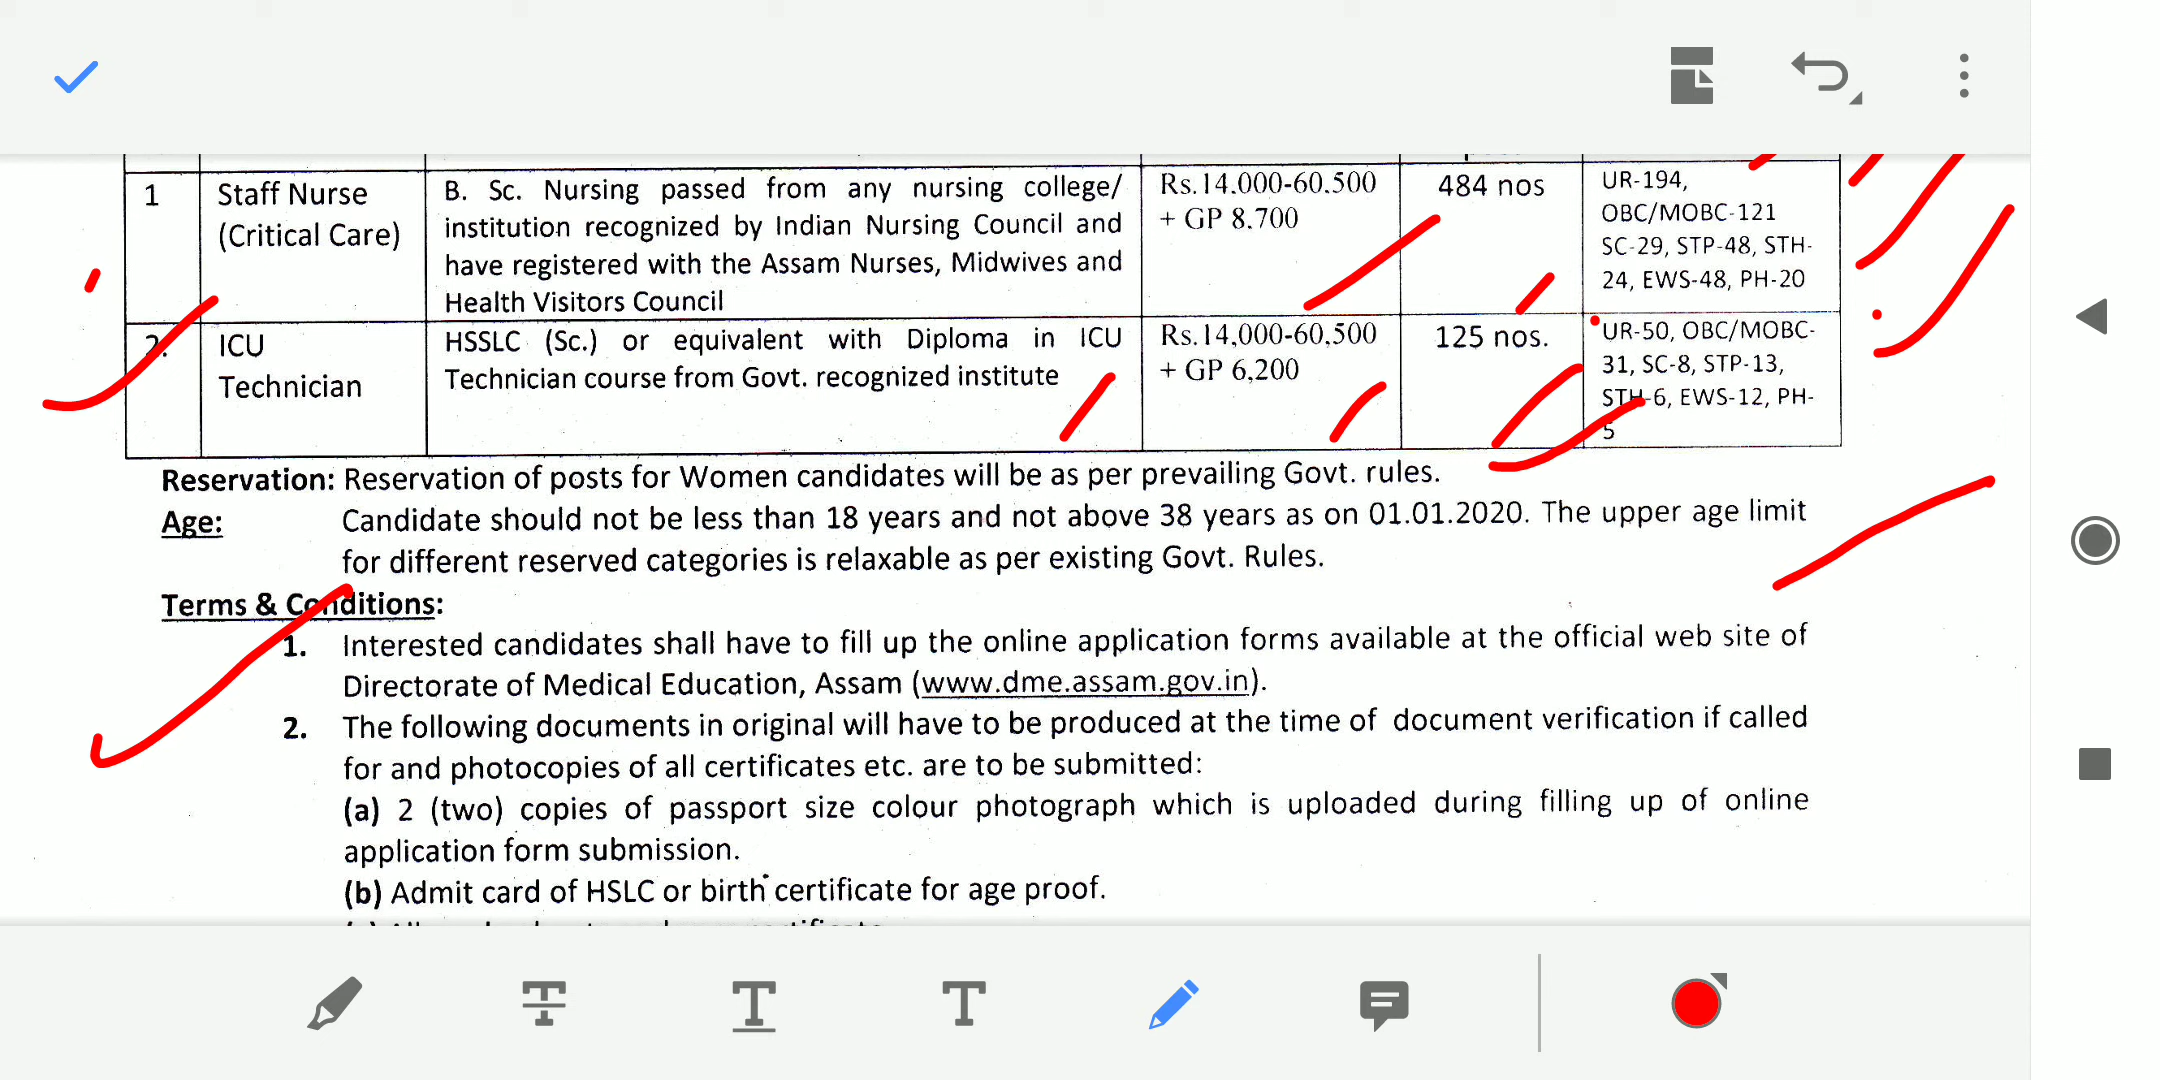 1 Staff Nurse B. Sc. Nursing passed from any nursing college/ Rs.14,000-60,500 484 nos UR-194,
(Critical Care) institution recognized by Indian Nursing Council and + GP 8,700 OBC/MOBC-121
have registered with the Assam Nurses, Midwives and SC-29, STP-48, STH-
Health Visitors Council 24, EWS-48, PH-20
2. ICU HSSLC (Sc.) or equivalent with Diploma in ICU Rs.14,000-60,500 125 nos. UR-50, OBC/MOBC-
Technician Technician course from Govt. recognized institute + GP 6,200 31, SC-8, STP-13,
STH-6, EWS-12, PH-
5
Reservation: Reservation of posts for Women candidates will be as per prevailing Govt. rules.
Age: Candidate should not be less than 18 years and not above 38 years as on 01.01.2020. The upper age limit
for different reserved categories is relaxable as per existing Govt. Rules.
Terms & Conditions:
1. Interested candidates shall have to fill up the online application forms available at the official web site of
Directorate of Medical Education, Assam (www.dme.assam.gov.in).
2. The following documents in original will have to be produced at the time of document verification if called
for and photocopies of all certificates etc. are to be submitted:
(a) 2 (two) copies of passport size colour photograph which is uploaded during filling up of online
application form submission.
(b) Admit card of HSLC or birth certificate for age proof.